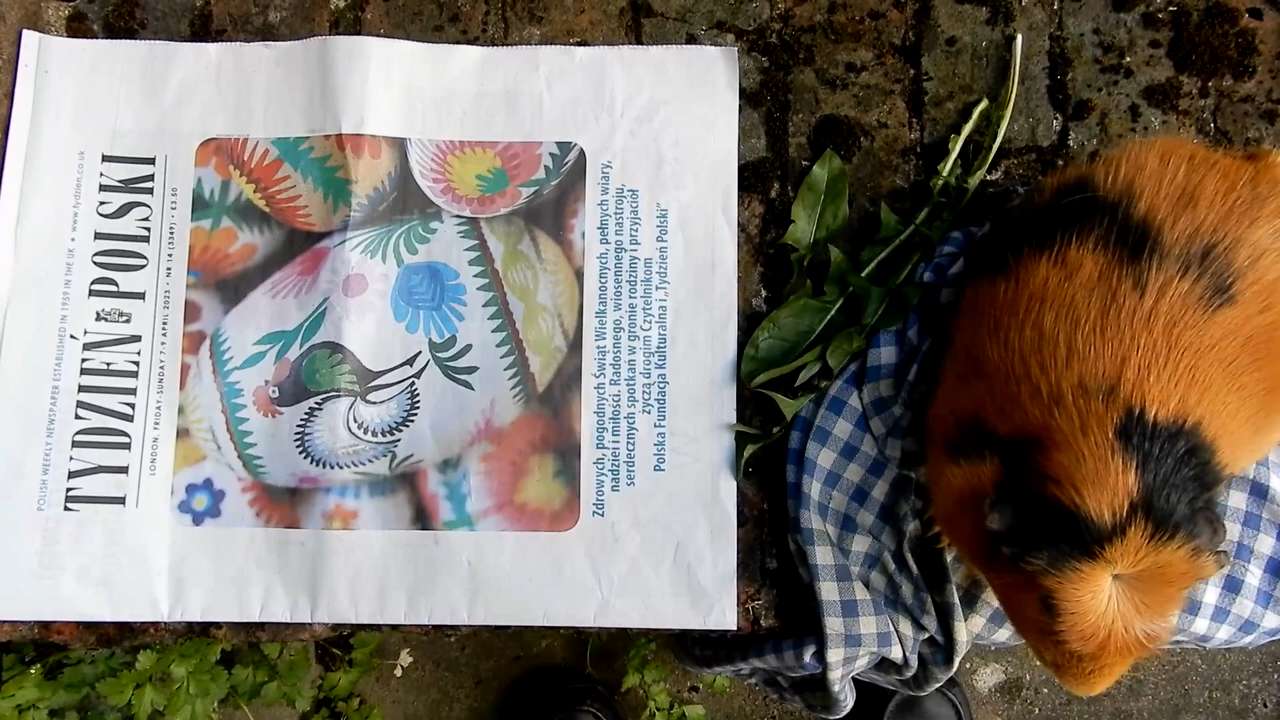 POLISH WEEKLY NEWSPAPER ESTABLISHED IN 1959 IN THE UK • www.tydzien.co.uk
TYDZIEŃ POLSKI
LONDON: FRIDAY-SUNDAY 7-9 APRIL 2023 • NR 14 (3349) • £3.50
Zdrowych, pogodnych Świąt Wielkanocnych, pełnych wiary,
nadziei i miłości. Radosnego, wiosennego nastroju,
serdecznych spotkań w gronie rodziny i przyjaciół
życzą drogim Czytelnikom
Polska Fundacja Kulturalna i „Tydzień Polski”